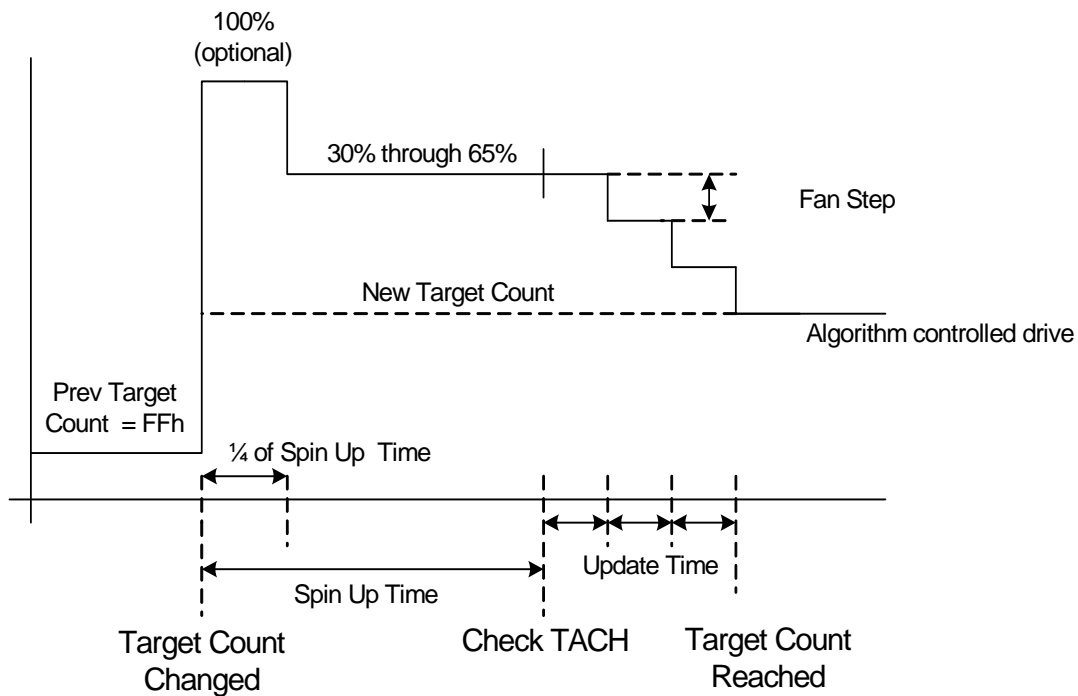 100%
(optional)
30% through 65%
Fan Step
New Target Count
Algorithm controlled drive
Prev Target
Count = FFh
¼ of Spin Up Time
Update Time
Spin Up Time
Target Count
Changed
Check TACH
Target Count
Reached